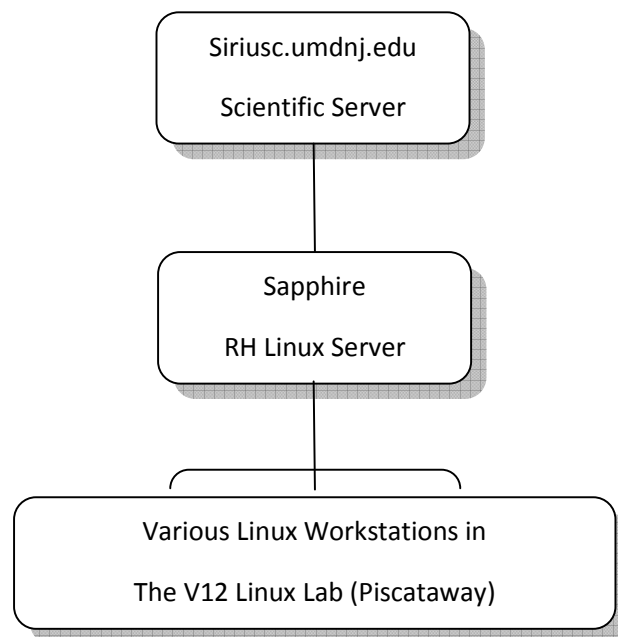 Siriusc.umdnj.edu
Scientific Server
Sapphire
RH Linux Server
Various Linux Workstations in
The V12 Linux Lab (Piscataway)